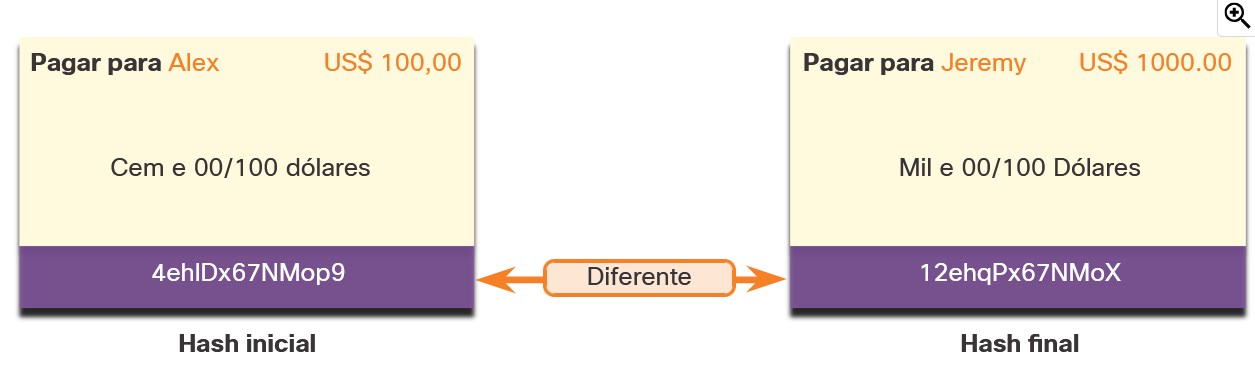 Pagar para Alex US$ 100,00
Cem e 00/100 dólares
4ehlDx67NMop9
Hash inicial
Diferente
Pagar para Jeremy US$ 1000.00
Mil e 00/100 Dólares
12ehqPx67NMoX
Hash final